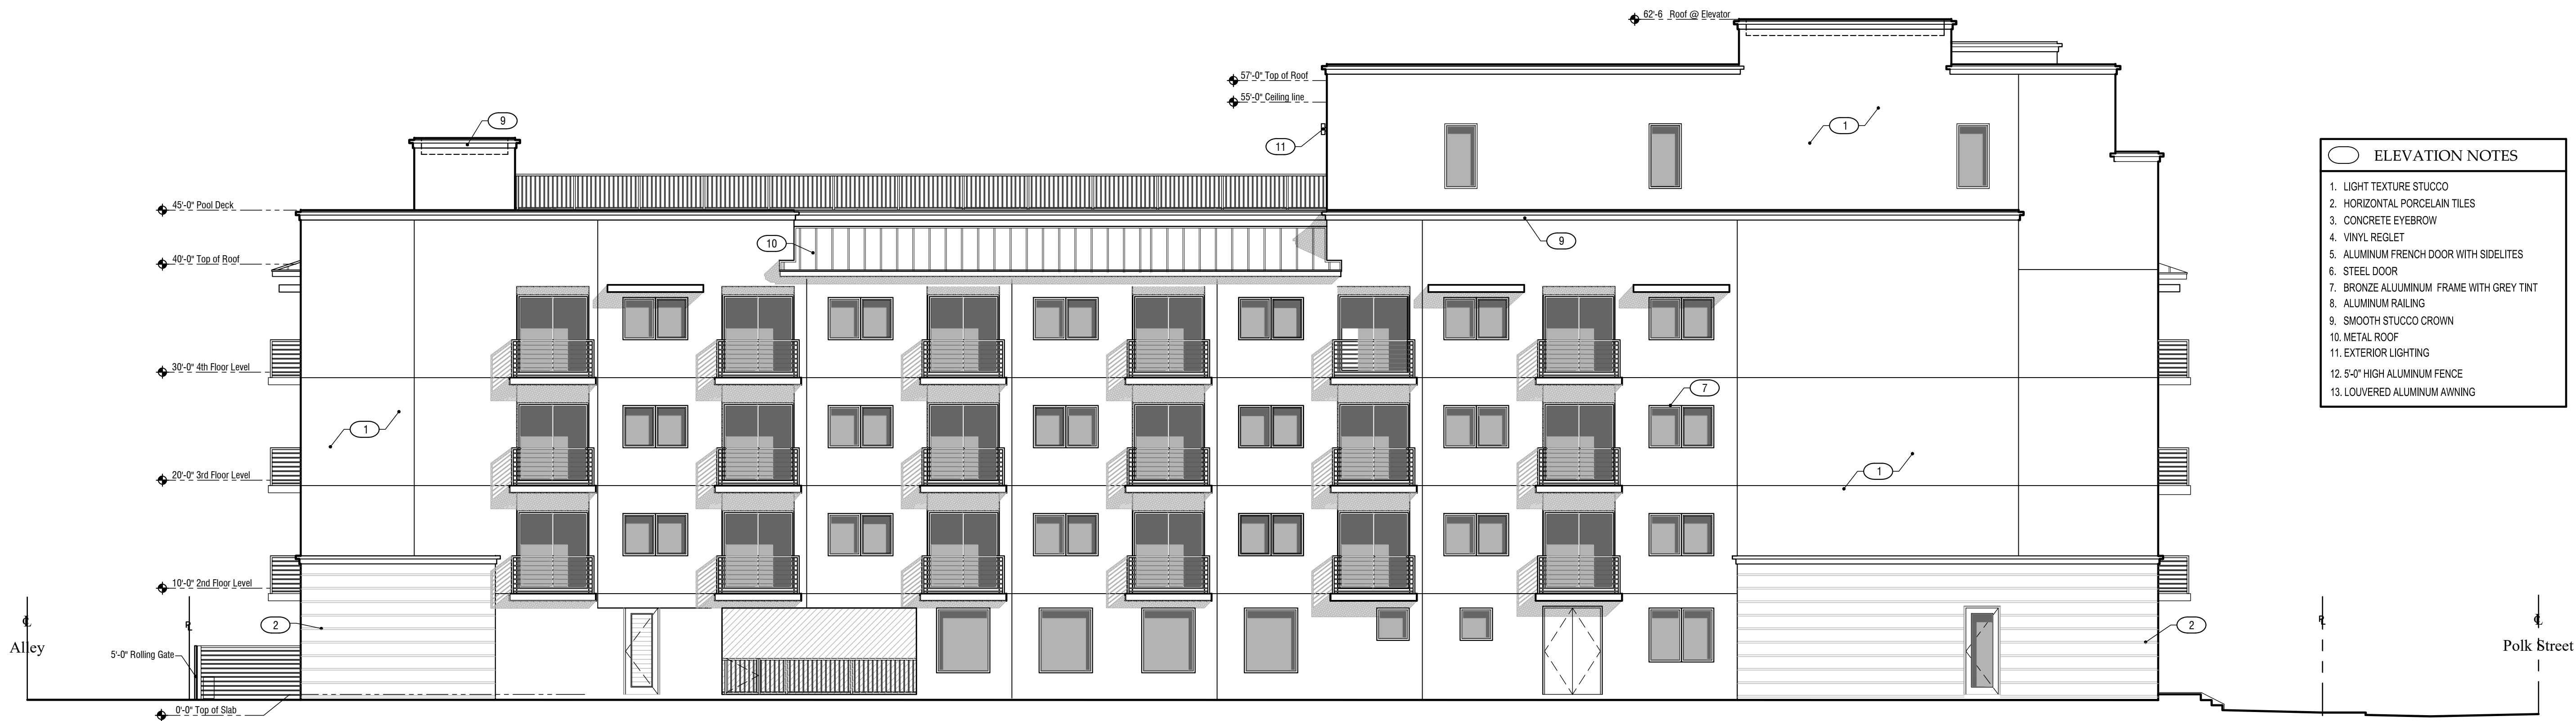 62'-6 Roof @ Elevator
57'-0" Top of Roof
55'-0" Ceiling line
9
1
11
ELEVATION NOTES
1. LIGHT TEXTURE STUCCO
2. HORIZONTAL PORCELAIN TILES
3. CONCRETE EYEBROW
4. VINYL REGLET
5. ALUMINUM FRENCH DOOR WITH SIDELITES
6. STEEL DOOR
7. BRONZE ALUUMINUM FRAME WITH GREY TINT
8. ALUMINUM RAILING
9. SMOOTH STUCCO CROWN
10. METAL ROOF
11. EXTERIOR LIGHTING
12. 5'-0" HIGH ALUMINUM FENCE
13. LOUVERED ALUMINUM AWNING
45'-0" Pool Deck
10
9
40'-0" Top of Roof
30'-0" 4th Floor Level
7
1
1
20'-0" 3rd Floor Level
10'-0" 2nd Floor Level
2
2
℄
Alley
PL
5'-0" Rolling Gate
PL
℄
Polk Street
0'-0" Top of Slab